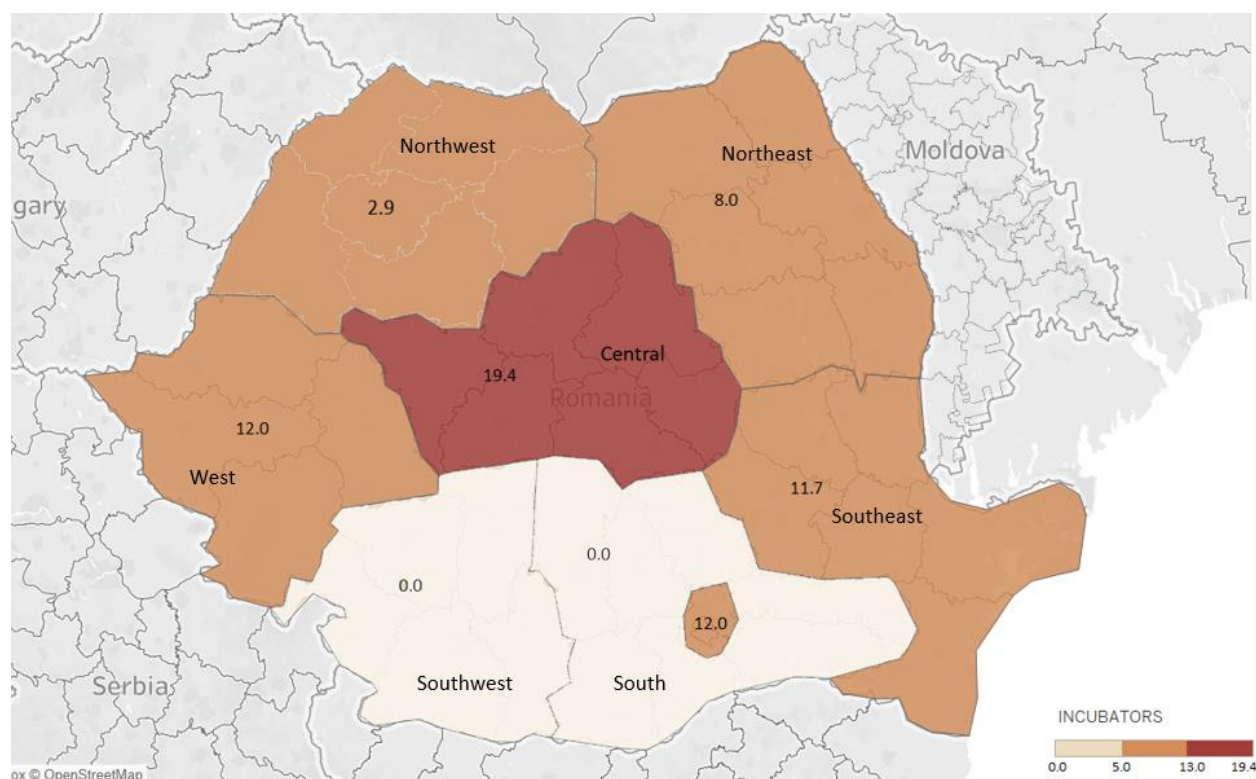 Northwest
Northeast
Moldova
gary
2.9
8.0
Central
19.4
Romania
12.0
West
11.7
Southeast
0.0
0.0
12.0
Southwest
South
Serbia
INCUBATORS
0.0 5.0 13.0 19.4
ox © OpenStreetMap